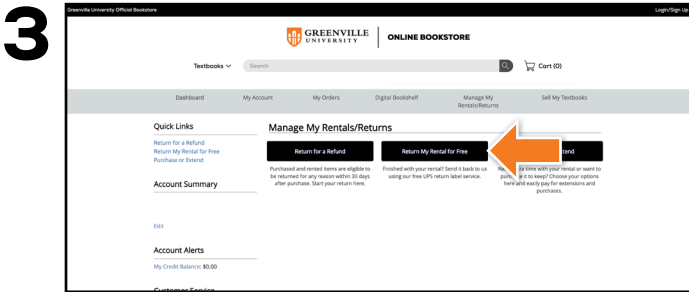 3
Greenville University Official Bookstore
Login/Sign Up
GREENVILLE
UNIVERSITY
ONLINE BOOKSTORE
Textbooks
Search
Cart (0)
Dashboard
My Account
My Orders
Digital Bookshelf
Manage My
Rentals/Returns
Sell My Textbooks
Quick Links
Return for a Refund
Return My Rental for Free
Purchase or Extend
Account Summary
Edit
Account Alerts
My Credit Balance: $0.00
Customer Service
Manage My Rentals/Returns
Return for a Refund
Purchased and rented items are eligible to
be returned for any reason within 30 days
after purchase. Start your return here.
Return My Rental for Free
Finished with your rental? Send it back to us
using our free UPS return label service.
time with your rental or want to
it to keep? Choose your options
here and easily pay for extensions and
purchases.